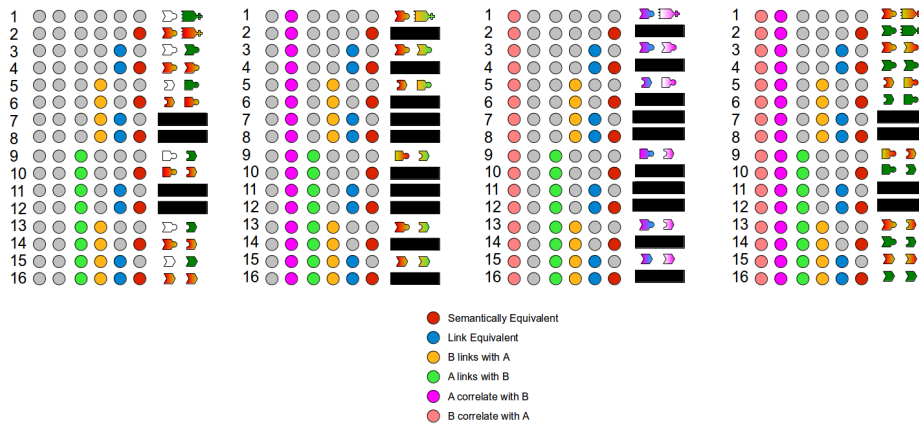 1 1 1 1
2 2 2 2
3 3 3 3
4 4 4 4
5 5 5 5
6 6 6 6
7 7 7 7
8 8 8 8
9 9 9 9
10 10 10 10
11 11 11 11
12 12 12 12
13 13 13 13
14 14 14 14
15 15 15 15
16 16 16 16
Semantically Equivalent
Link Equivalent
B links with A
A links with B
A correlate with B
B correlate with A